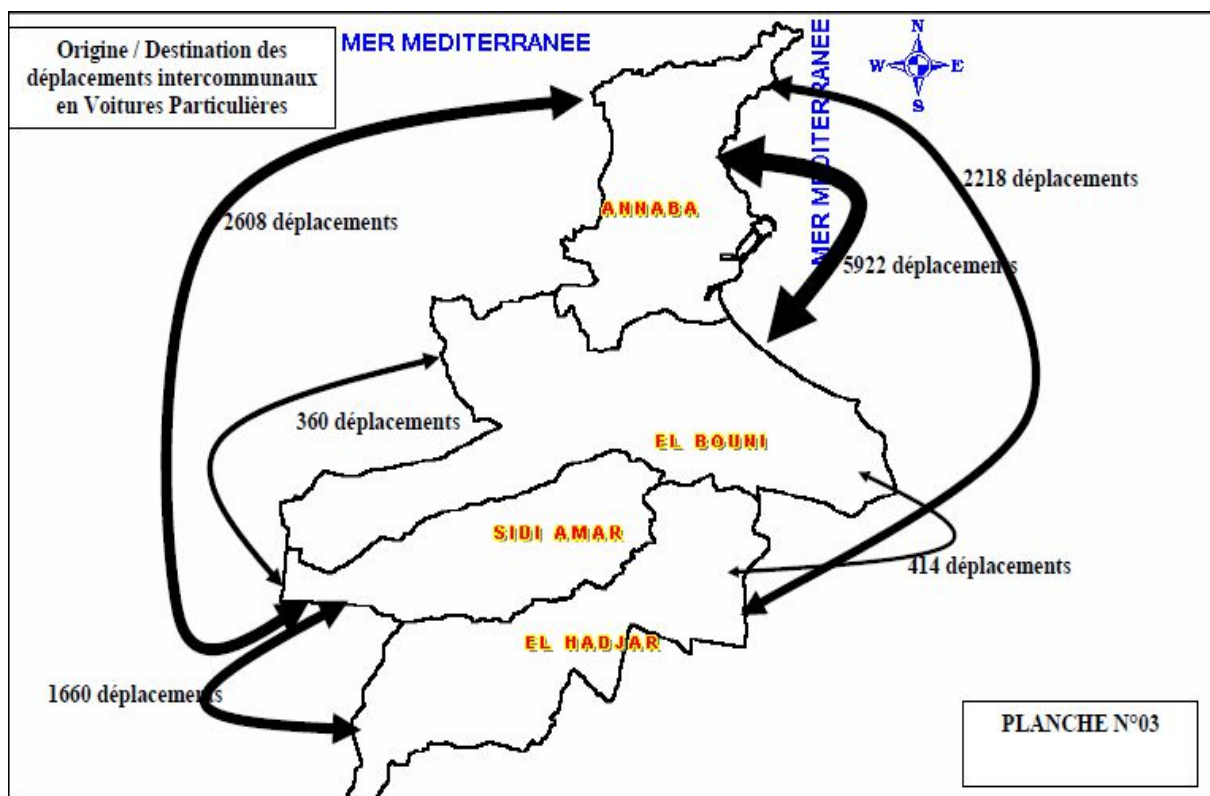 Origine / Destination des
déplacements intercommunaux
en Voitures Particulières
MER MEDITERRANEE
MER MEDITERRANEE
N
W
E
S
2218 déplacements
ANNABA
2608 déplacements
5922 déplacements
360 déplacements
EL BOUNI
SIDI AMAR
414 déplacements
EL HADJAR
1660 déplacements
PLANCHE N°03